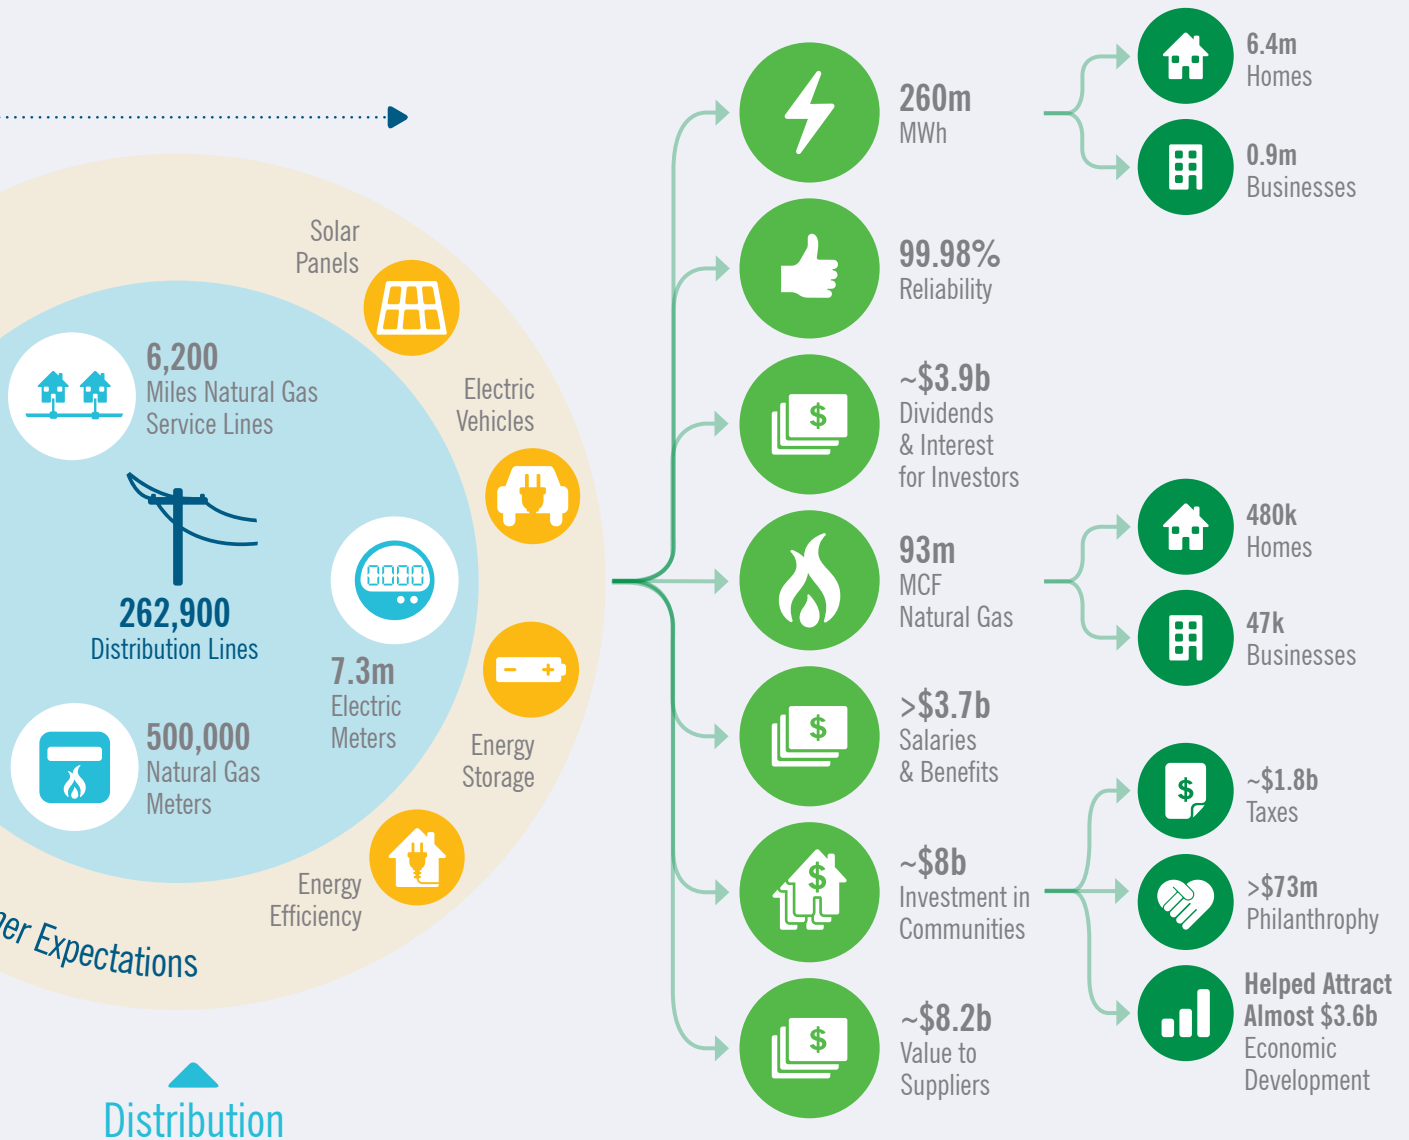 Solar
Panels
6,200
Miles Natural Gas
Service Lines
Electric
Vehicles
262,900
Distribution Lines
0000
7.3m
Electric
Meters
500,000
Natural Gas
Meters
Energy
Storage
Energy
Efficiency
Expectations
Distribution
260m
MWh
6.4m
Homes
0.9m
Businesses
99.98%
Reliability
$
~$3.9b
Dividends
& Interest
for Investors
93m
MCF
Natural Gas
480k
Homes
47k
Businesses
$
>$3.7b
Salaries
& Benefits
$
~$8b
Investment in
Communities
$
~$1.8b
Taxes
>$73m
Philanthropy
Helped Attract
Almost $3.6b
Economic
Development
$
~$8.2b
Value to
Suppliers